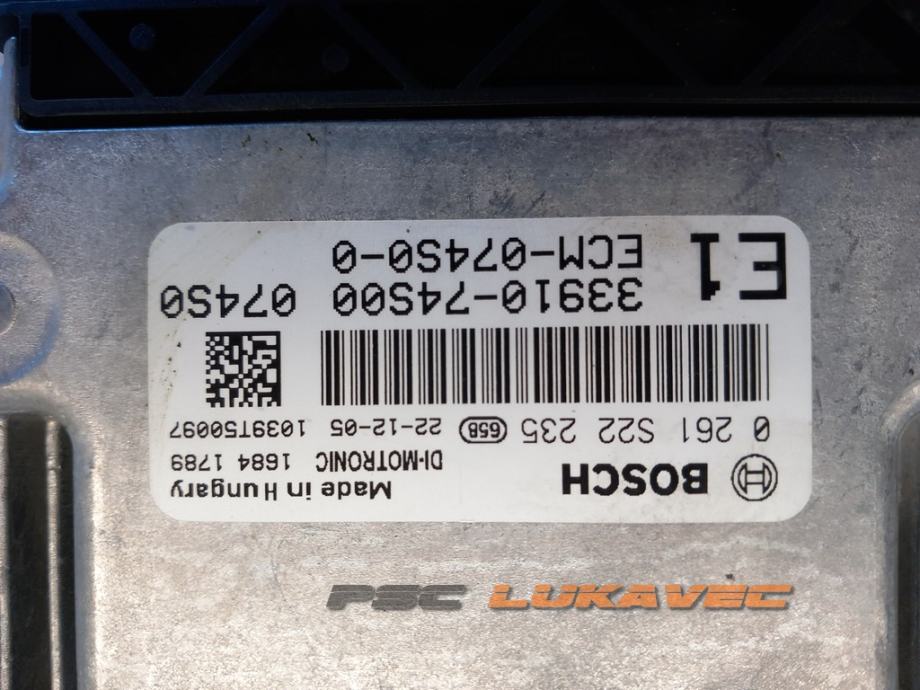 BOSCH
Made in Hungary
DI-MOTRONIC 1684 1789
0 261 S22 235 65B 22-12-05 1039T50097
33910-74S00 074S0
E1
ECM-074S0-0
PSC LUKAVEC